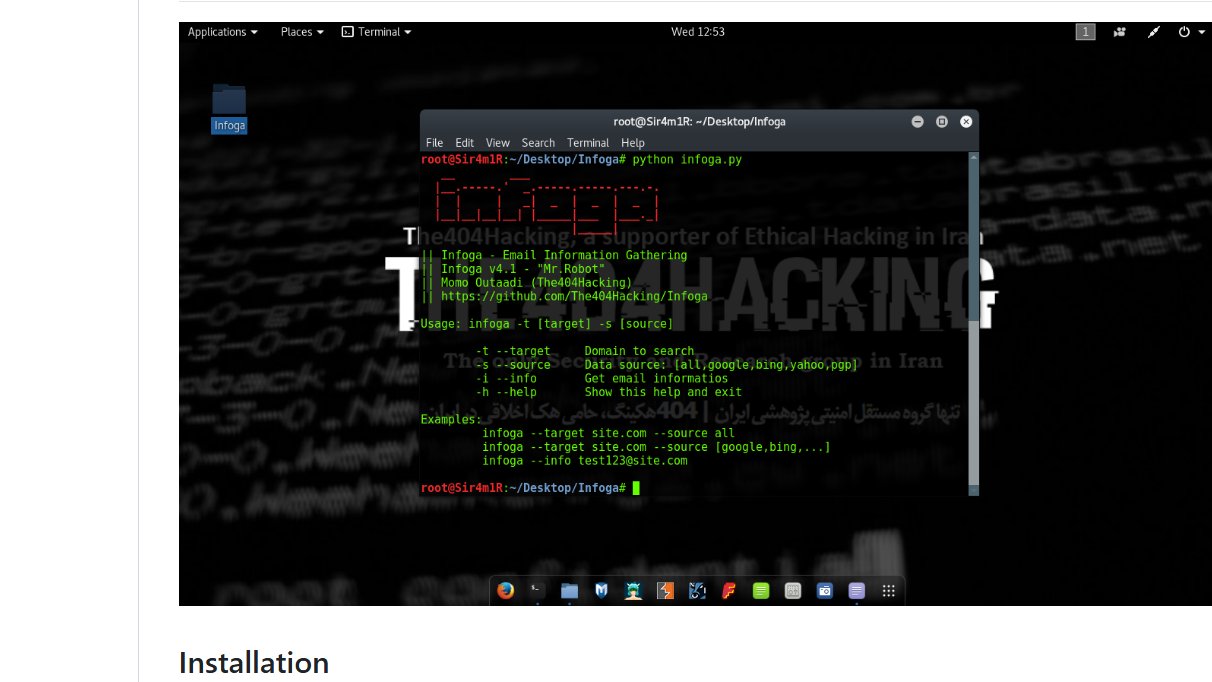 Applications Places Terminal Wed 12:53 1
Infoga
root@Sir4m1R: ~/Desktop/Infoga
File Edit View Search Terminal Help
root@Sir4m1R:~/Desktop/Infoga# python infoga.py
Infoga
The404Hacking, a supporter of Ethical Hacking in Iran
THE404HACKING
|| Infoga - Email Information Gathering
|| Infoga v4.1 - "Mr.Robot"
|| Momo Outaadi (The404Hacking)
|| https://github.com/The404Hacking/Infoga
Usage: infoga -t [target] -s [source]
-t --target Domain to search
-s --source Data source: [all,google,bing,yahoo,pgp]
-i --info Get email informatios
-h --help Show this help and exit
The only Security and Research group in Iran
تنها گروه مستقل امنیتی پژوهشی ایران | 404هکینگ، حامی هک اخلاقی در ایران
Examples:
infoga --target site.com --source all
infoga --target site.com --source [google,bing,...]
infoga --info test123@site.com
root@Sir4m1R:~/Desktop/Infoga#
Installation